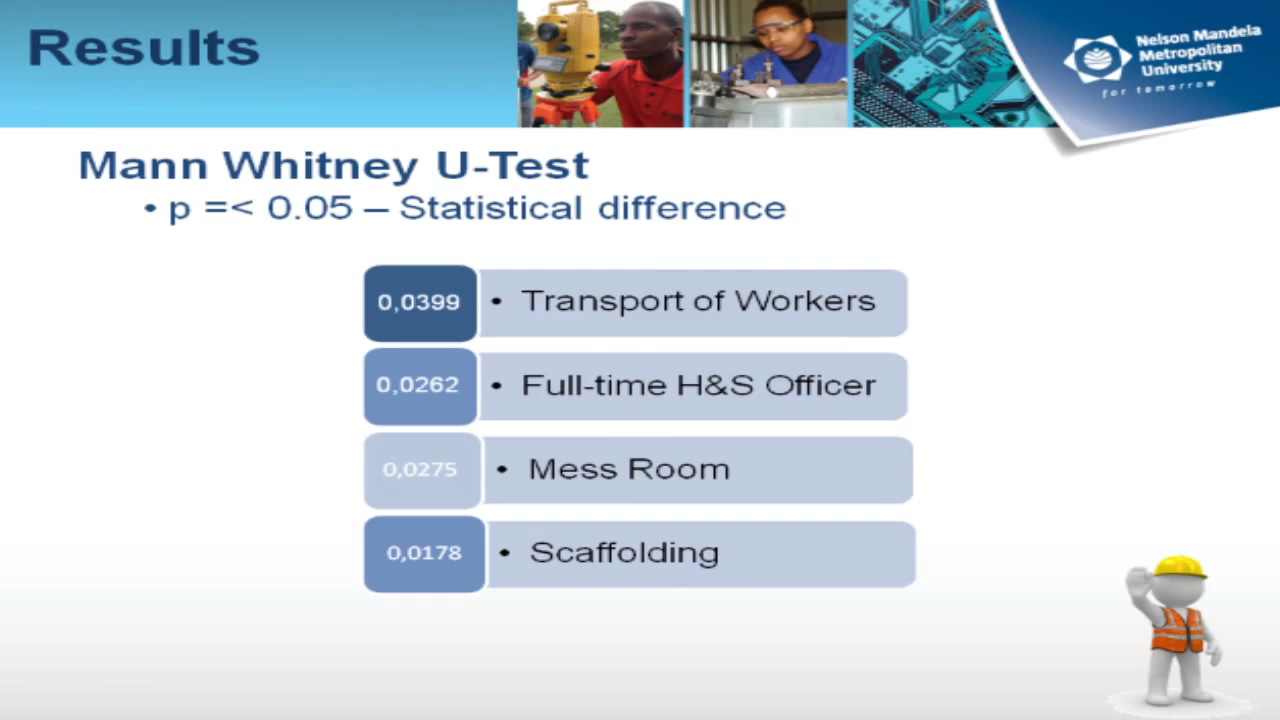 Results
Nelson Mandela
Metropolitan
University
for tomorrow
Mann Whitney U-Test
• p =< 0.05 – Statistical difference
0,0399 • Transport of Workers
0,0262 • Full-time H&S Officer
0,0275 • Mess Room
0,0178 • Scaffolding